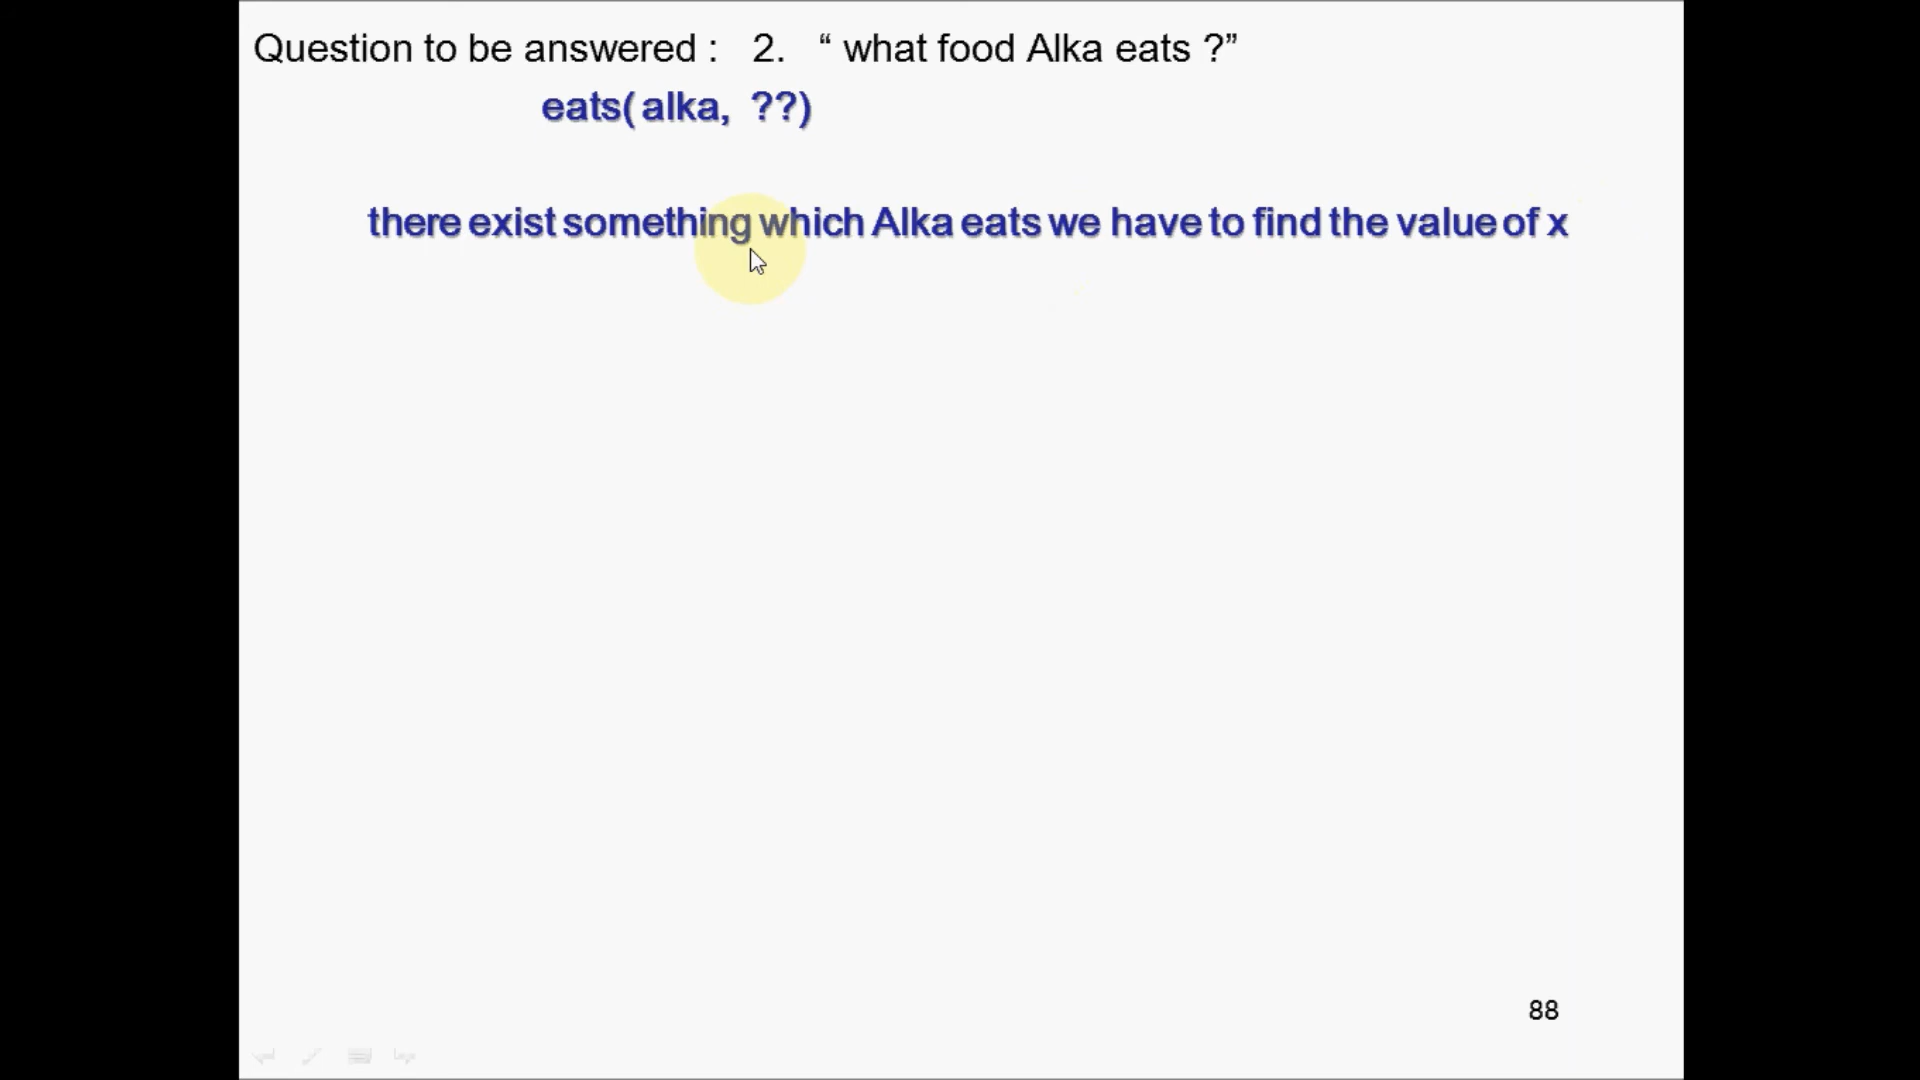 Question to be answered :   2.   “ what food Alka eats ?”
eats( alka,  ??)
there exist something which Alka eats we have to find the value of x
88